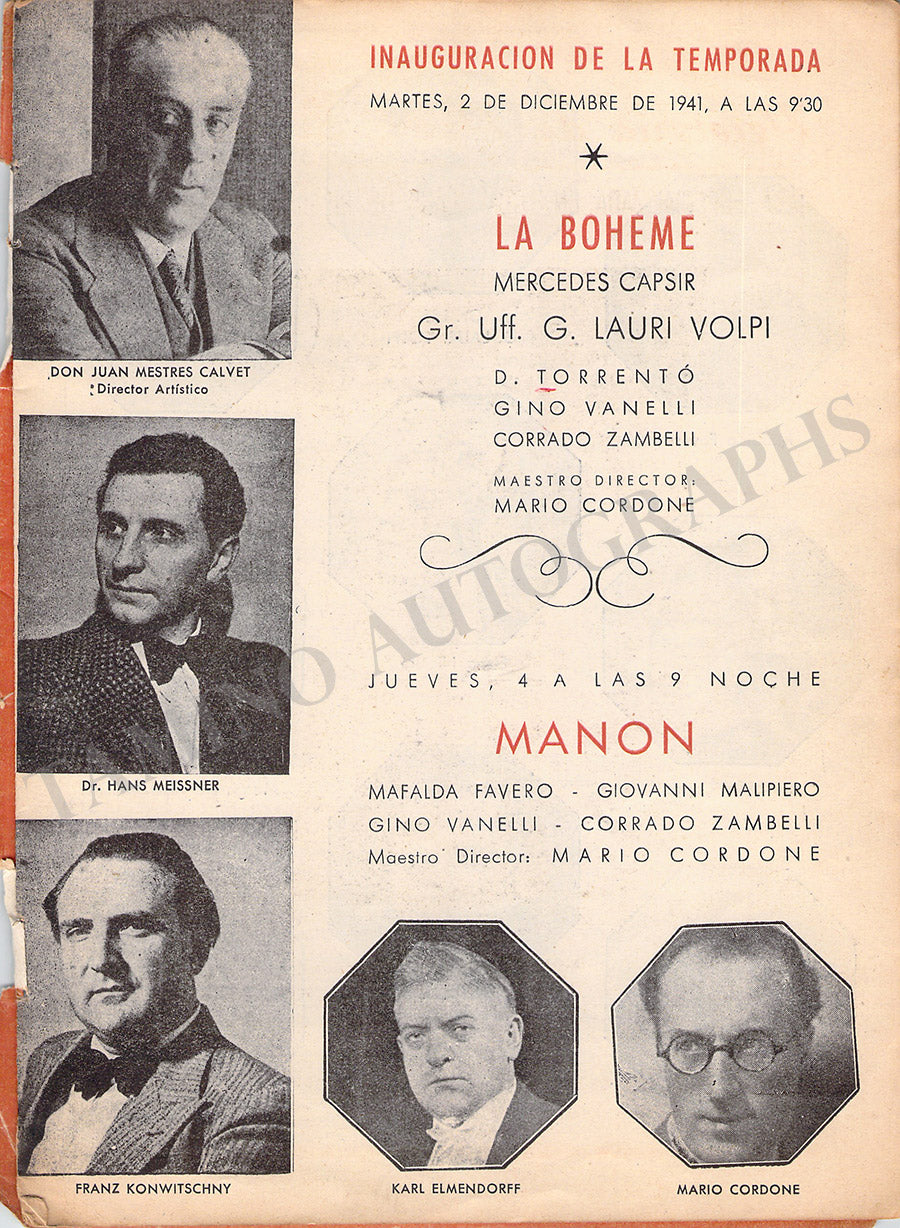 INAUGURACION DE LA TEMPORADA
MARTES, 2 DE DICIEMBRE DE 1941, A LAS 9'30
LA BOHEME
MERCEDES CAPSIR
Gr. Uff. G. LAURI VOLPI
D. TORRENTÓ
GINO VANELLI
CORRADO ZAMBELLI
MAESTRO DIRECTOR:
MARIO CORDONE
DON JUAN MESTRES CALVET
Director Artístico
Dr. HANS MEISSNER
JUEVES, 4 A LAS 9 NOCHE
MANON
MAFALDA FAVERO - GIOVANNI MALIPIERO
GINO VANELLI - CORRADO ZAMBELLI
Maestro Director: MARIO CORDONE
FRANZ KONWITSCHNY
KARL ELMENDORFF
MARIO CORDONE
TAMINO AUTOGRAPHS